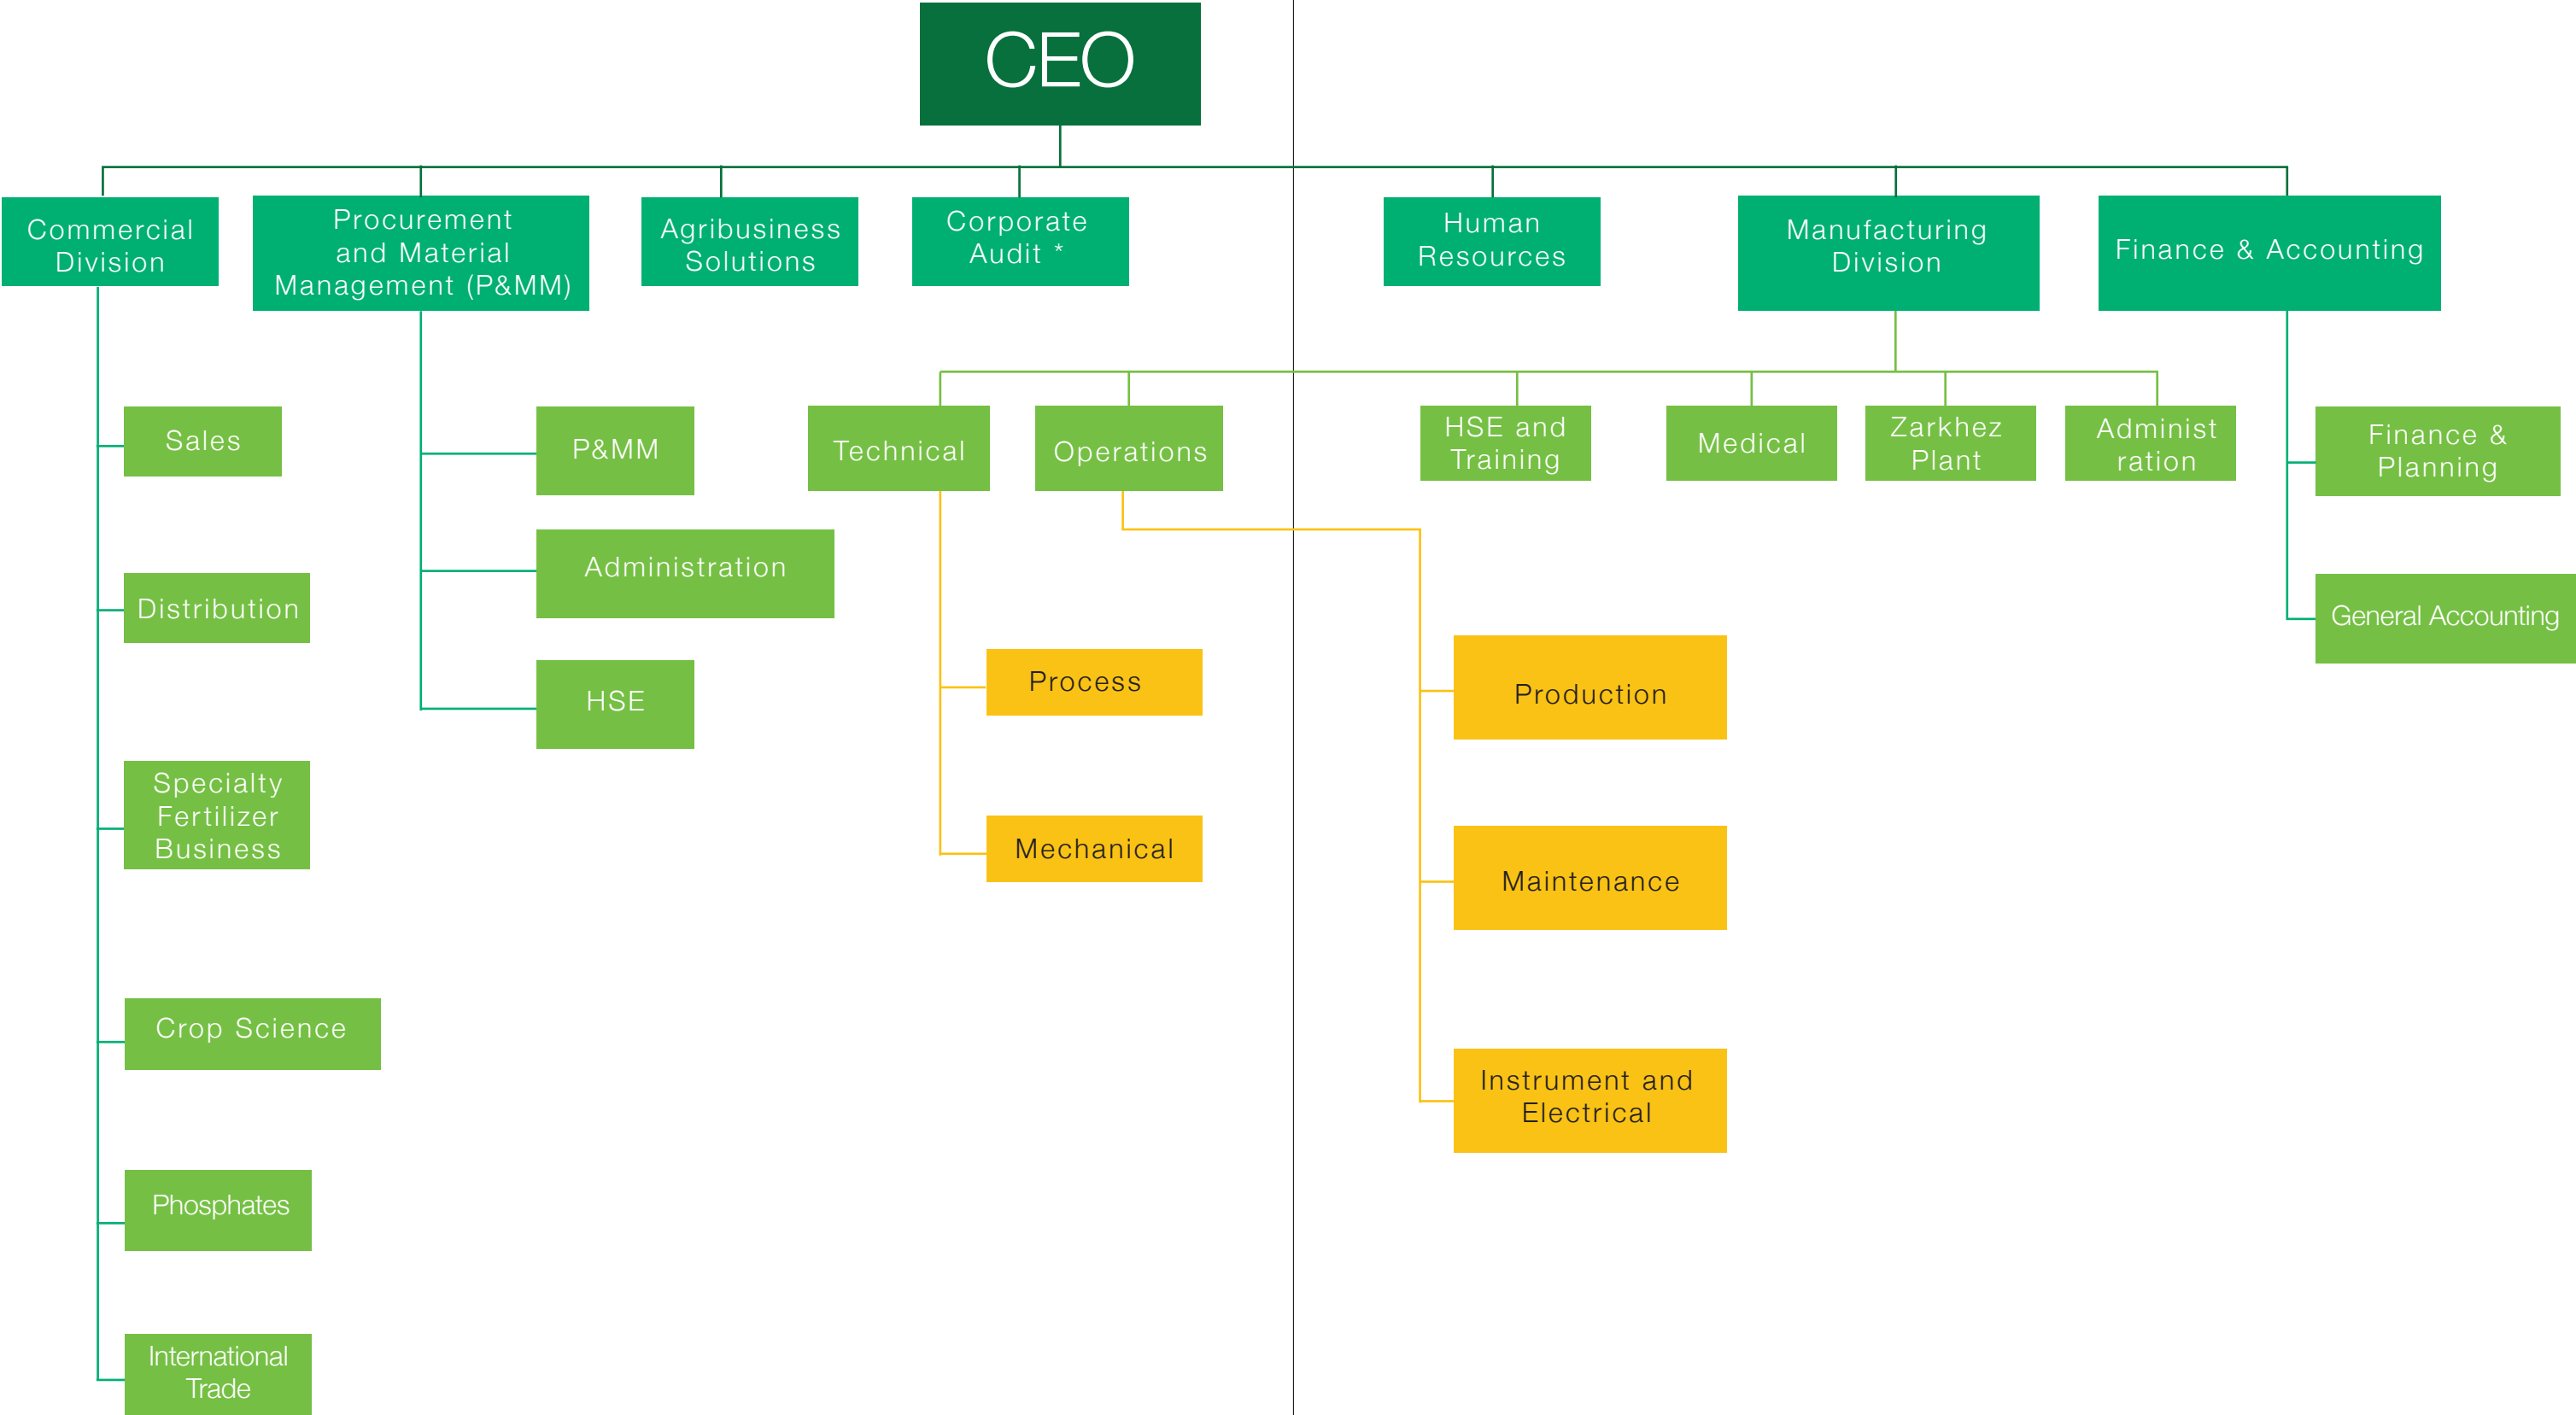 CEO
Commercial
Division
Procurement
and Material
Management (P&MM)
Agribusiness
Solutions
Corporate
Audit *
Human
Resources
Manufacturing
Division
Finance & Accounting
Sales
Distribution
Specialty
Fertilizer
Business
Crop Science
Phosphates
International
Trade
P&MM
Administration
HSE
Technical
Operations
HSE and
Training
Medical
Zarkhez
Plant
Administ
ration
Process
Mechanical
Production
Maintenance
Instrument and
Electrical
Finance &
Planning
General Accounting